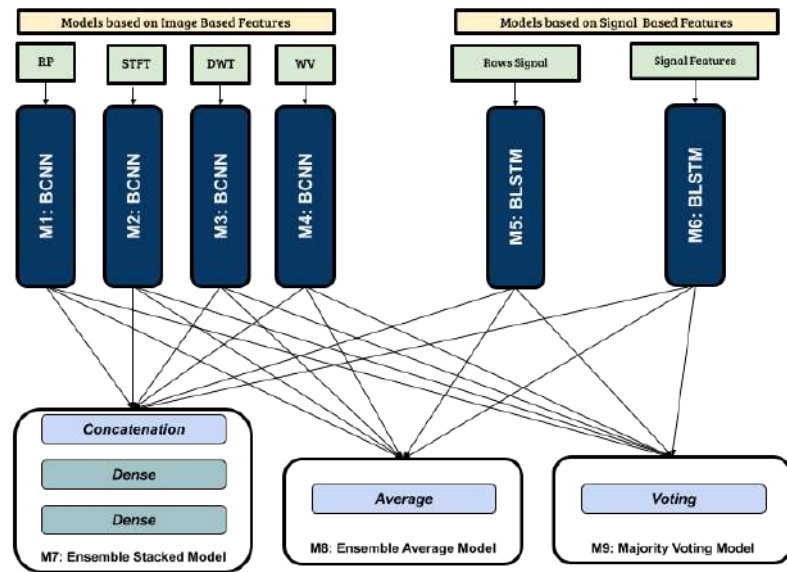 Models based on Image Based Features
Models based on Signal Based Features
RP
STFT
DWT
WV
Raws Signal
Signal Features
M1: BCNN
M2: BCNN
M3: BCNN
M4: BCNN
M5: BLSTM
M6: BLSTM
Concatenation
Dense
Dense
M7: Ensemble Stacked Model
Average
M8: Ensemble Average Model
Voting
M9: Majority Voting Model